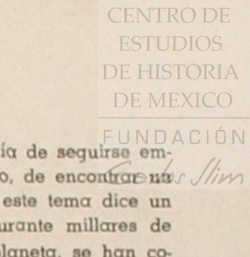 CENTRO DE
ESTUDIOS
DE HISTORIA
DE MEXICO
FUNDACIÓN
Carlos Slim
ía de seguirse em-
o, de encontrar un
este tema dice un
urante millares de
laneta, se han co-